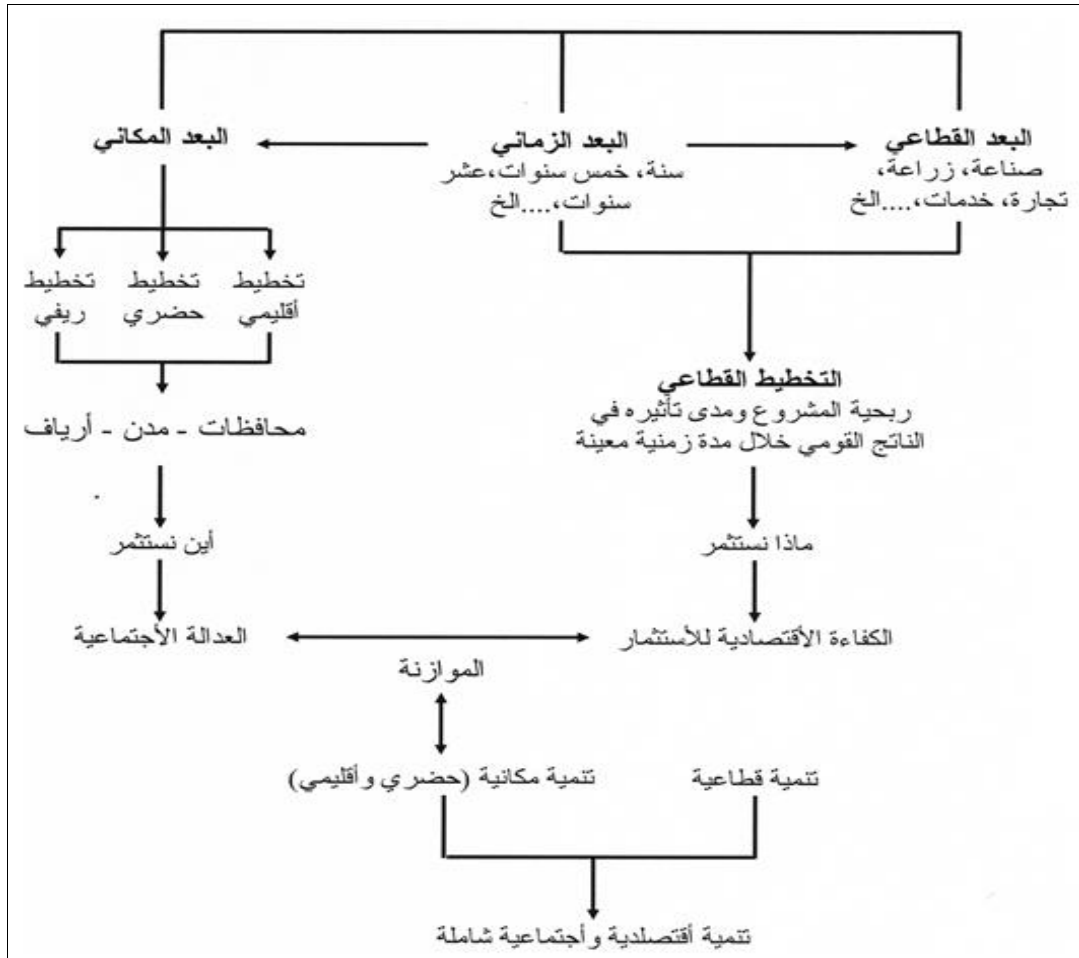 البعد القطاعي
صناعة، زراعة،
تجارة، خدمات،....الخ
البعد الزماني
سنة، خمس سنوات،عشر
سنوات،....الخ
البعد المكاني
تخطيط
أقليمي
تخطيط
حضري
تخطيط
ريفي
التخطيط القطاعي
ربحية المشروع ومدى تأثيره في
الناتج القومي خلال مدة زمنية معينة
محافظات - مدن - أرياف
ماذا نستثمر
أين نستثمر
الكفاءة الأقتصادية للأستثمار
العدالة الأجتماعية
الموازنة
تنمية قطاعية
تنمية مكانية (حضري وأقليمي)
تنمية أقتصلدية وأجتماعية شاملة